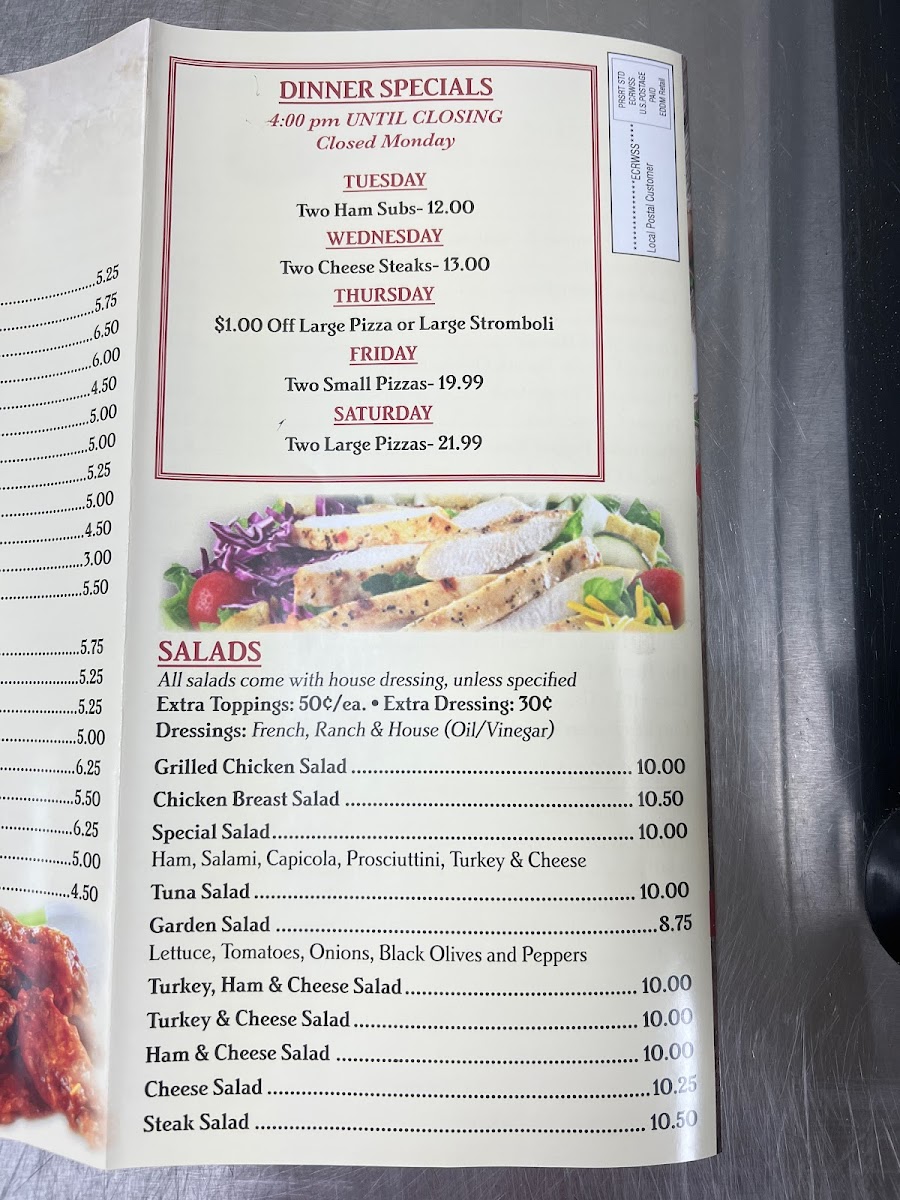 5.25
5.75
6.50
6.00
4.50
5.00
5.00
5.25
5.00
4.50
3.00
5.50
5.75
5.25
5.25
5.00
6.25
5.50
6.25
5.00
4.50
DINNER SPECIALS
4:00 pm UNTIL CLOSING
Closed Monday
TUESDAY
Two Ham Subs- 12.00
WEDNESDAY
Two Cheese Steaks- 13.00
THURSDAY
$1.00 Off Large Pizza or Large Stromboli
FRIDAY
Two Small Pizzas- 19.99
SATURDAY
Two Large Pizzas- 21.99
PRSRT STD
ECRWSS
U.S.POSTAGE
PAID
EDDM Retail
**************ECRWSS****
Local Postal Customer
SALADS
All salads come with house dressing, unless specified
Extra Toppings: 50¢/ea. • Extra Dressing: 30¢
Dressings: French, Ranch & House (Oil/Vinegar)
Grilled Chicken Salad ........ 10.00
Chicken Breast Salad ........ 10.50
Special Salad........ 10.00
Ham, Salami, Capicola, Prosciuttini, Turkey & Cheese
Tuna Salad ........ 10.00
Garden Salad ........8.75
Lettuce, Tomatoes, Onions, Black Olives and Peppers
Turkey, Ham & Cheese Salad........ 10.00
Turkey & Cheese Salad........ 10.00
Ham & Cheese Salad ........ 10.00
Cheese Salad ........10.25
Steak Salad ........ 10.50